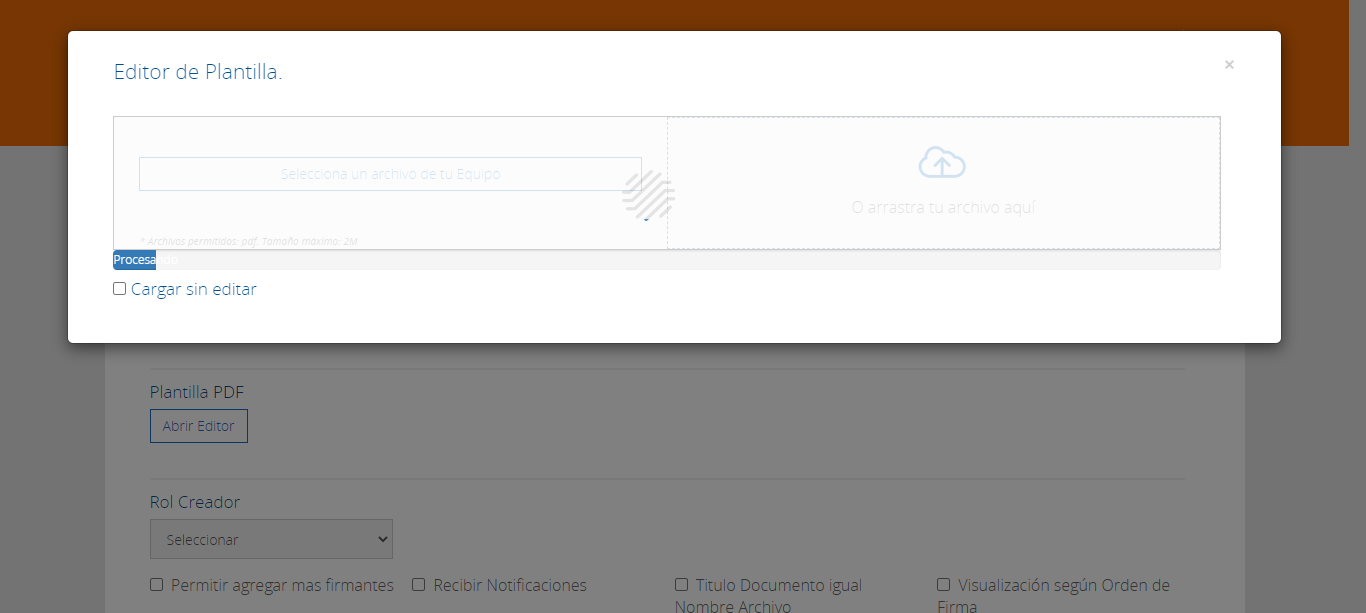 Editor de Plantilla.
×
Selecciona un archivo de tu Equipo
O arrastra tu archivo aquí
* Archivos permitidos: pdf. Tamaño maximo: 2M
Procesando
Cargar sin editar
Plantilla PDF
Abrir Editor
Rol Creador
Seleccionar
Permitir agregar mas firmantes
Recibir Notificaciones
Titulo Documento igual
Nombre Archivo
Visualización según Orden de
Firma